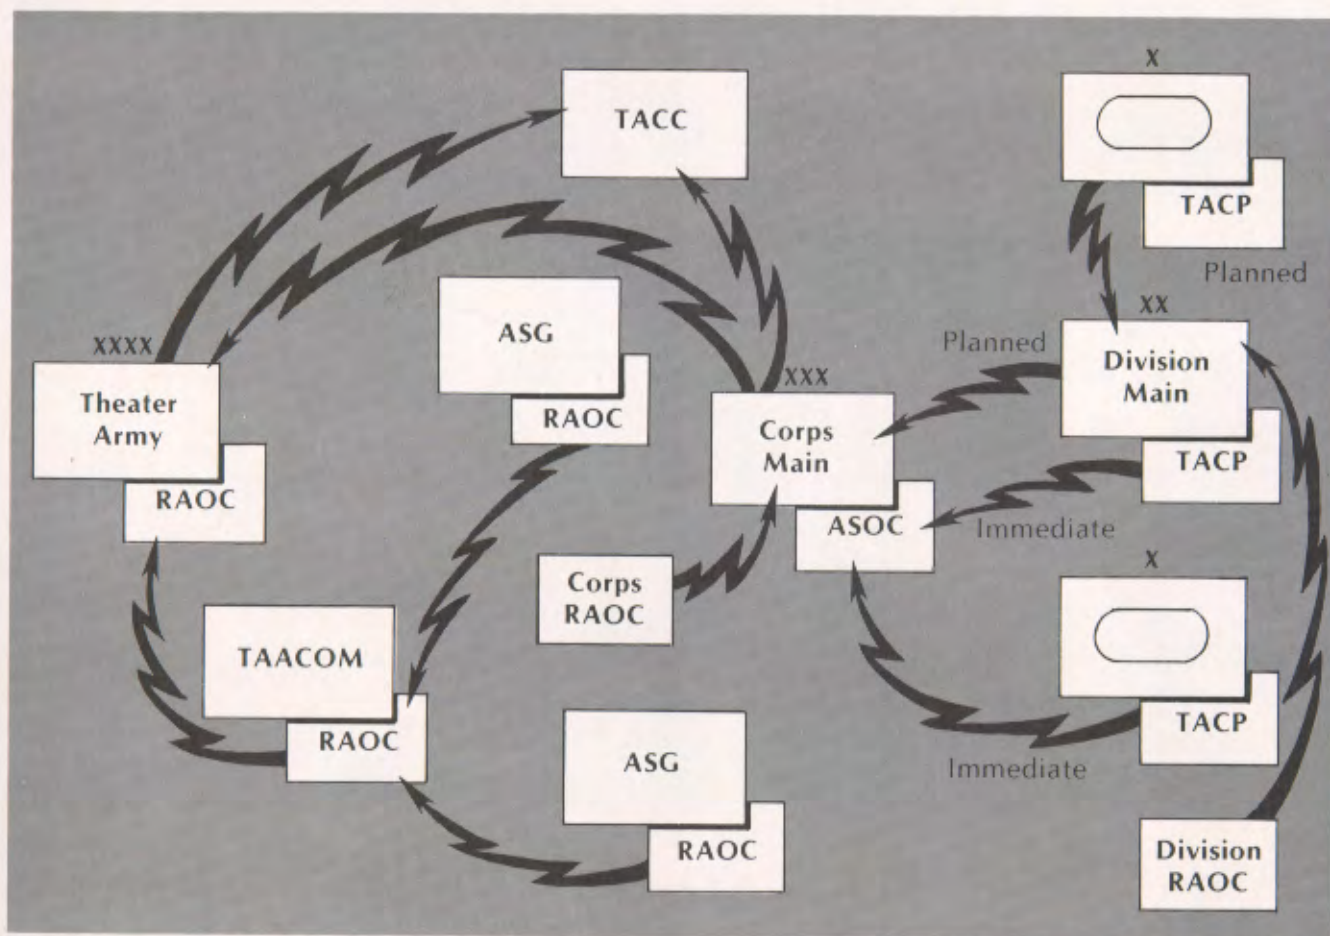 TACC
X
TACP
Planned
XXXX
Theater
Army
RAOC
ASG
RAOC
XXX
Corps
Main
ASOC
Planned
XX
Division
Main
TACP
Immediate
Corps
RAOC
X
TACP
Immediate
TAACOM
RAOC
ASG
RAOC
Division
RAOC